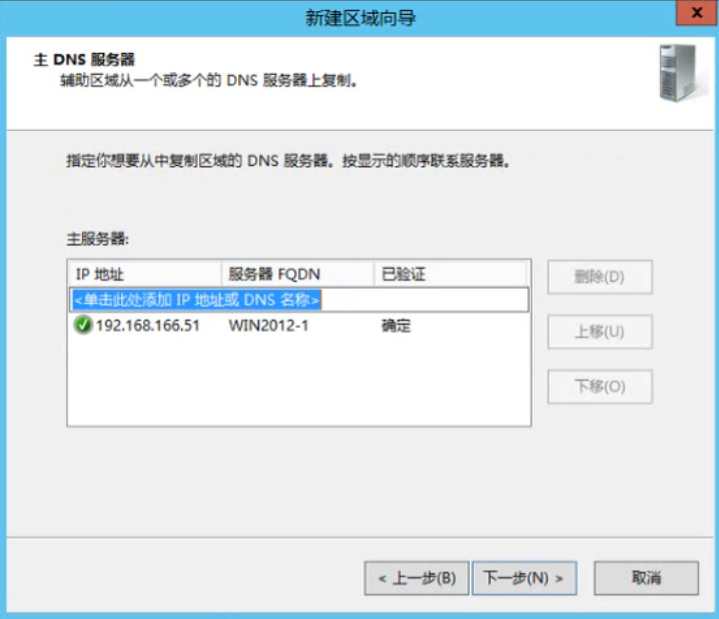 新建区域向导
x
主 DNS 服务器
辅助区域从一个或多个的 DNS 服务器上复制。
指定你想要从中复制区域的 DNS 服务器。按显示的顺序联系服务器。
主服务器:
IP 地址 服务器 FQDN 已验证
<单击此处添加 IP 地址或 DNS 名称>
192.168.166.51 WIN2012-1 确定
删除(D)
上移(U)
下移(O)
< 上一步(B) 下一步(N) > 取消